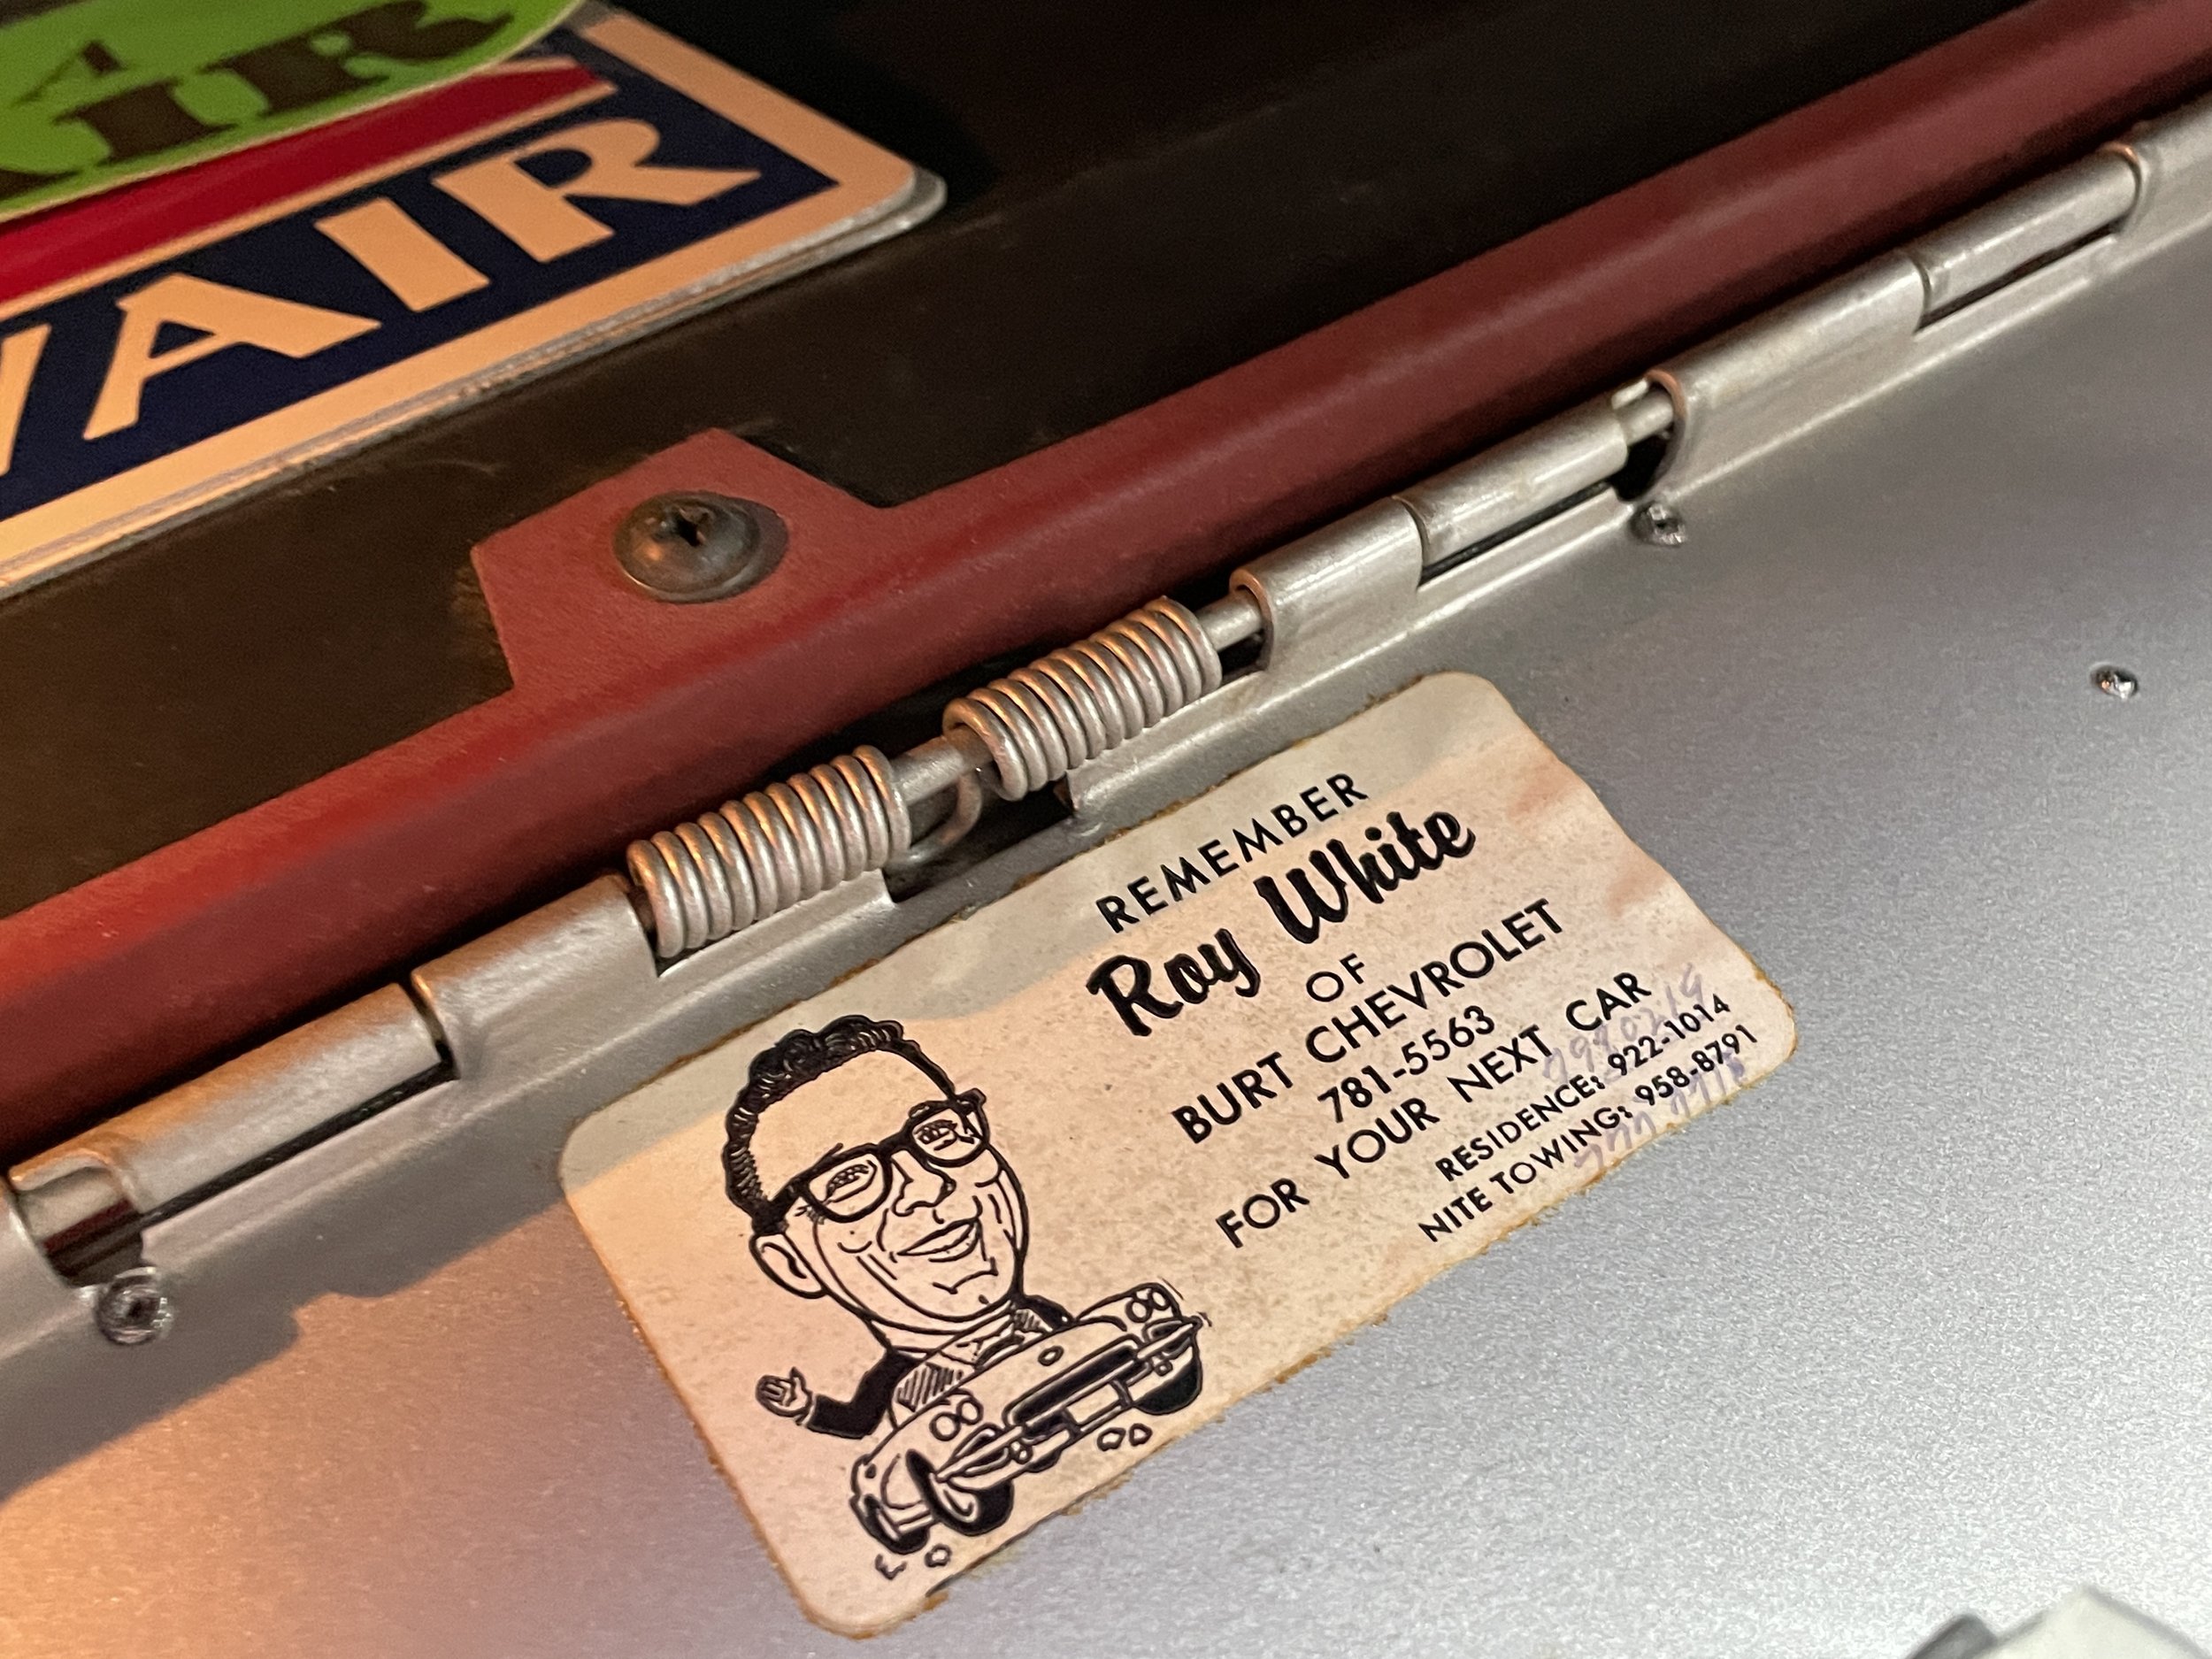 AIR
VAIR
REMEMBER
Roy White
OF
BURT CHEVROLET
781-5563
FOR YOUR NEXT CAR
RESIDENCE: 922-1014
NITE TOWING: 958-8791